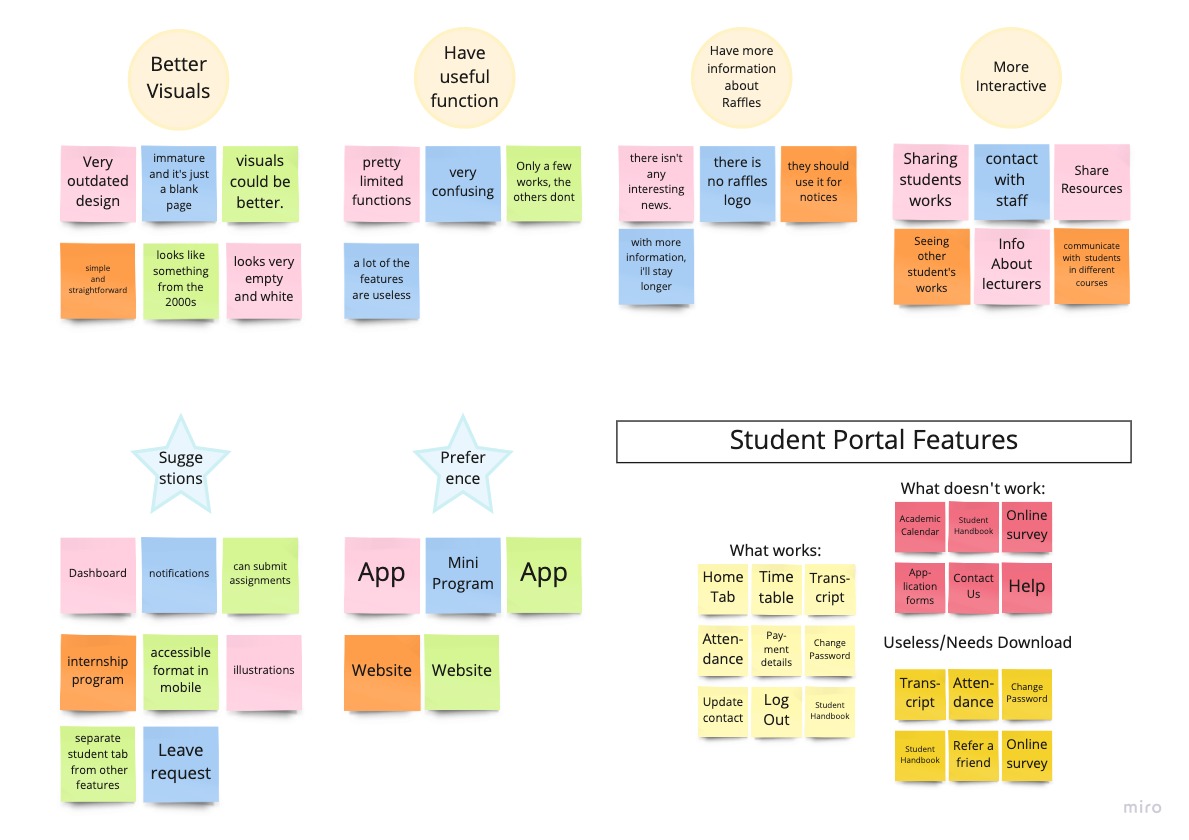 Better
Visuals
Very
outdated
design
immature
and it's just
a blank
page
visuals
could be
better.
simple
and
straightforward
looks like
something
from the
2000s
looks very
empty
and white
Have
useful
function
pretty
limited
functions
very
confusing
Only a few
works, the
others dont
a lot of the
features
are useless
Have more
information
about
Raffles
there isn't
any
interesting
news.
there is
no raffles
logo
they should
use it for
notices
with more
information,
i'll stay
longer
More
Interactive
Sharing
students
works
contact
with
staff
Share
Resources
Seeing
other
student's
works
Info
About
lecturers
communicate
with  students
in different
courses
Sugge
stions
Dashboard
notifications
can submit
assignments
internship
program
accessible
format in
mobile
illustrations
separate
student tab
from other
features
Leave
request
Prefer
ence
App
Mini
Program
App
Website
Website
Student Portal Features
What works:
Home
Tab
Time
table
Trans-
cript
Atten-
dance
Pay-
ment
details
Change
Password
Update
contact
Log
Out
Student
Handbook
What doesn't work:
Academic
Calendar
Student
Handbook
Online
survey
App-
lication
forms
Contact
Us
Help
Useless/Needs Download
Trans-
cript
Atten-
dance
Change
Password
Student
Handbook
Refer a
friend
Online
survey
miro